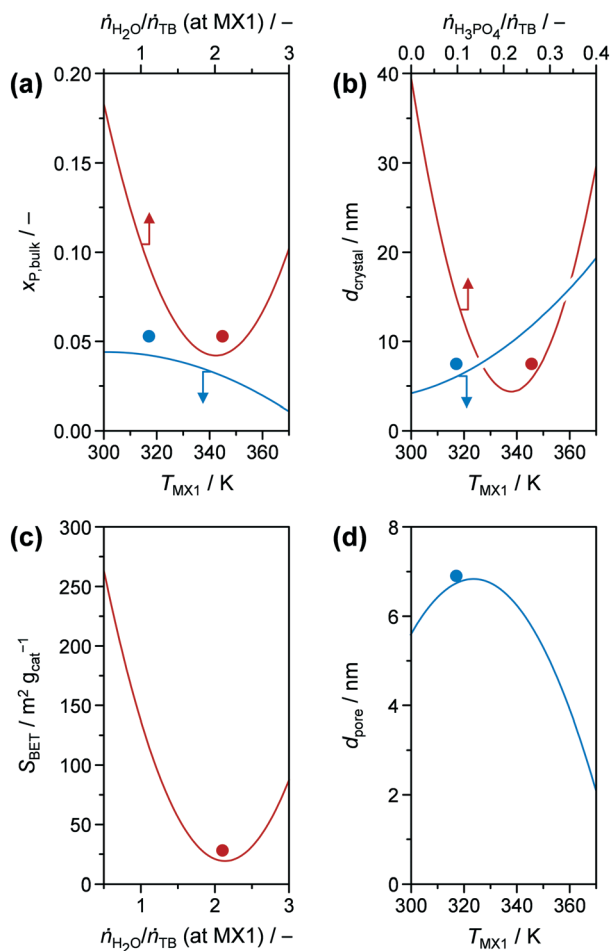 ṅH₂O/ṅTB (at MX1) / –
1 2 3
(a)
0.20
0.15
0.10
0.05
0.00
xP,bulk / –
300 320 340 360
TMX1 / K
ṅH₃PO₄/ṅTB / –
0.0 0.1 0.2 0.3 0.4
(b)
40
30
20
10
0
dcrystal / nm
300 320 340 360
TMX1 / K
(c)
300
250
200
150
100
75
25
0
SBET / m² gcat⁻¹
1 2 3
ṅH₂O/ṅTB (at MX1) / –
(d)
8
6
4
2
0
dpore / nm
300 320 340 360
TMX1 / K